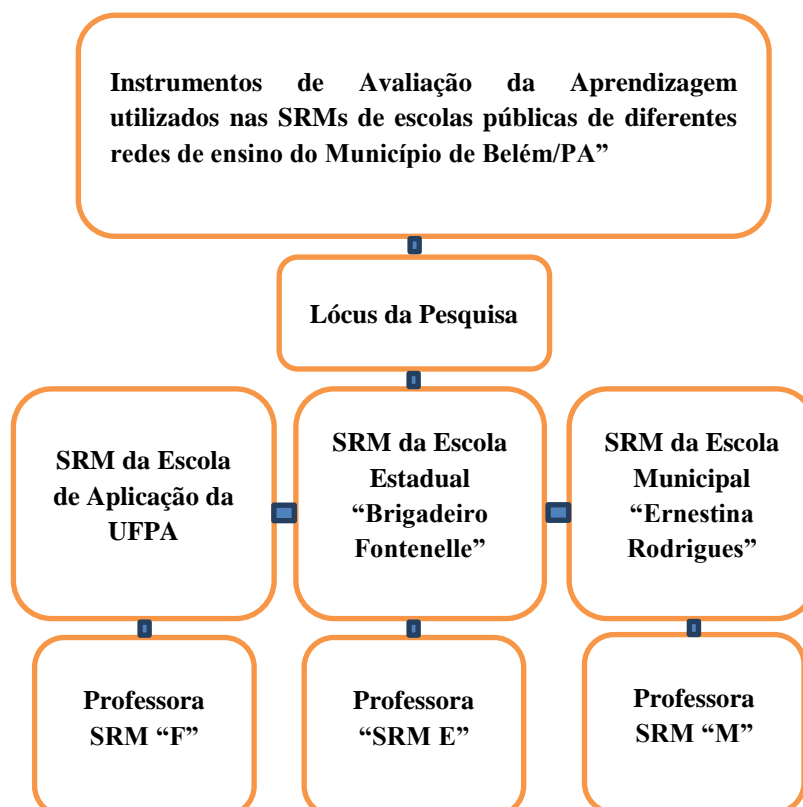 Instrumentos de Avaliação da Aprendizagem
utilizados nas SRMs de escolas públicas de diferentes
redes de ensino do Município de Belém/PA”
Lócus da Pesquisa
SRM da Escola
de Aplicação da
UFPA
SRM da Escola
Estadual
“Brigadeiro
Fontenelle”
SRM da Escola
Municipal
“Ernestina
Rodrigues”
Professora
SRM “F”
Professora
“SRM E”
Professora
SRM “M”